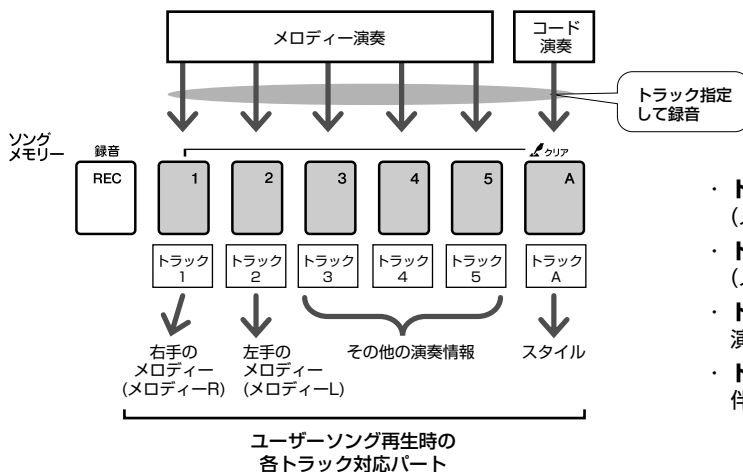 メロディー演奏
コード
演奏
トラック指定
して録音
ソング
メモリー
録音
クリア
REC
1
2
3
4
5
A
トラック
1
トラック
2
トラック
3
トラック
4
トラック
5
トラック
A
右手の
メロディー
(メロディーR)
左手の
メロディー
(メロディーL)
その他の演奏情報
スタイル
ユーザーソング再生時の
各トラック対応パート